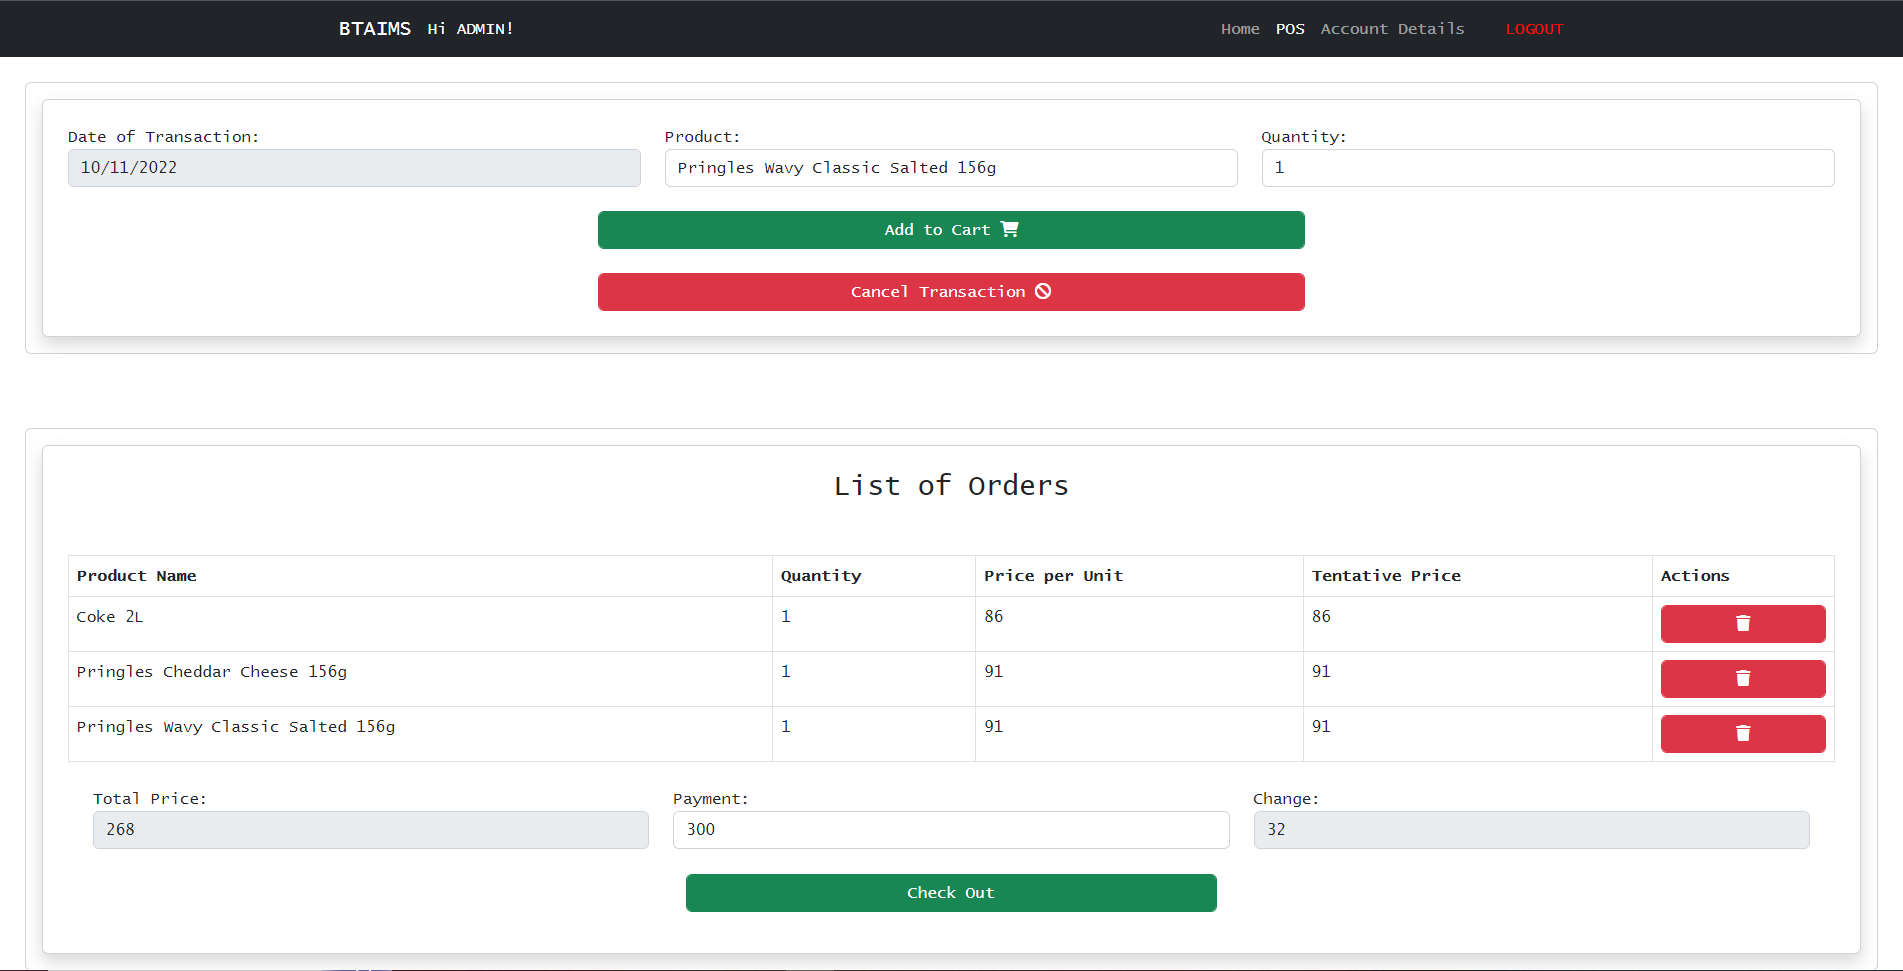 BTAIMS Hi ADMIN! Home POS Account Details LOGOUT
Date of Transaction: Product: Quantity:
10/11/2022 Pringles Wavy Classic Salted 156g 1
Add to Cart
Cancel Transaction
List of Orders
Product Name Quantity Price per Unit Tentative Price Actions
Coke 2L 1 86 86
Pringles Cheddar Cheese 156g 1 91 91
Pringles Wavy Classic Salted 156g 1 91 91
Total Price: Payment: Change:
268 300 32
Check Out